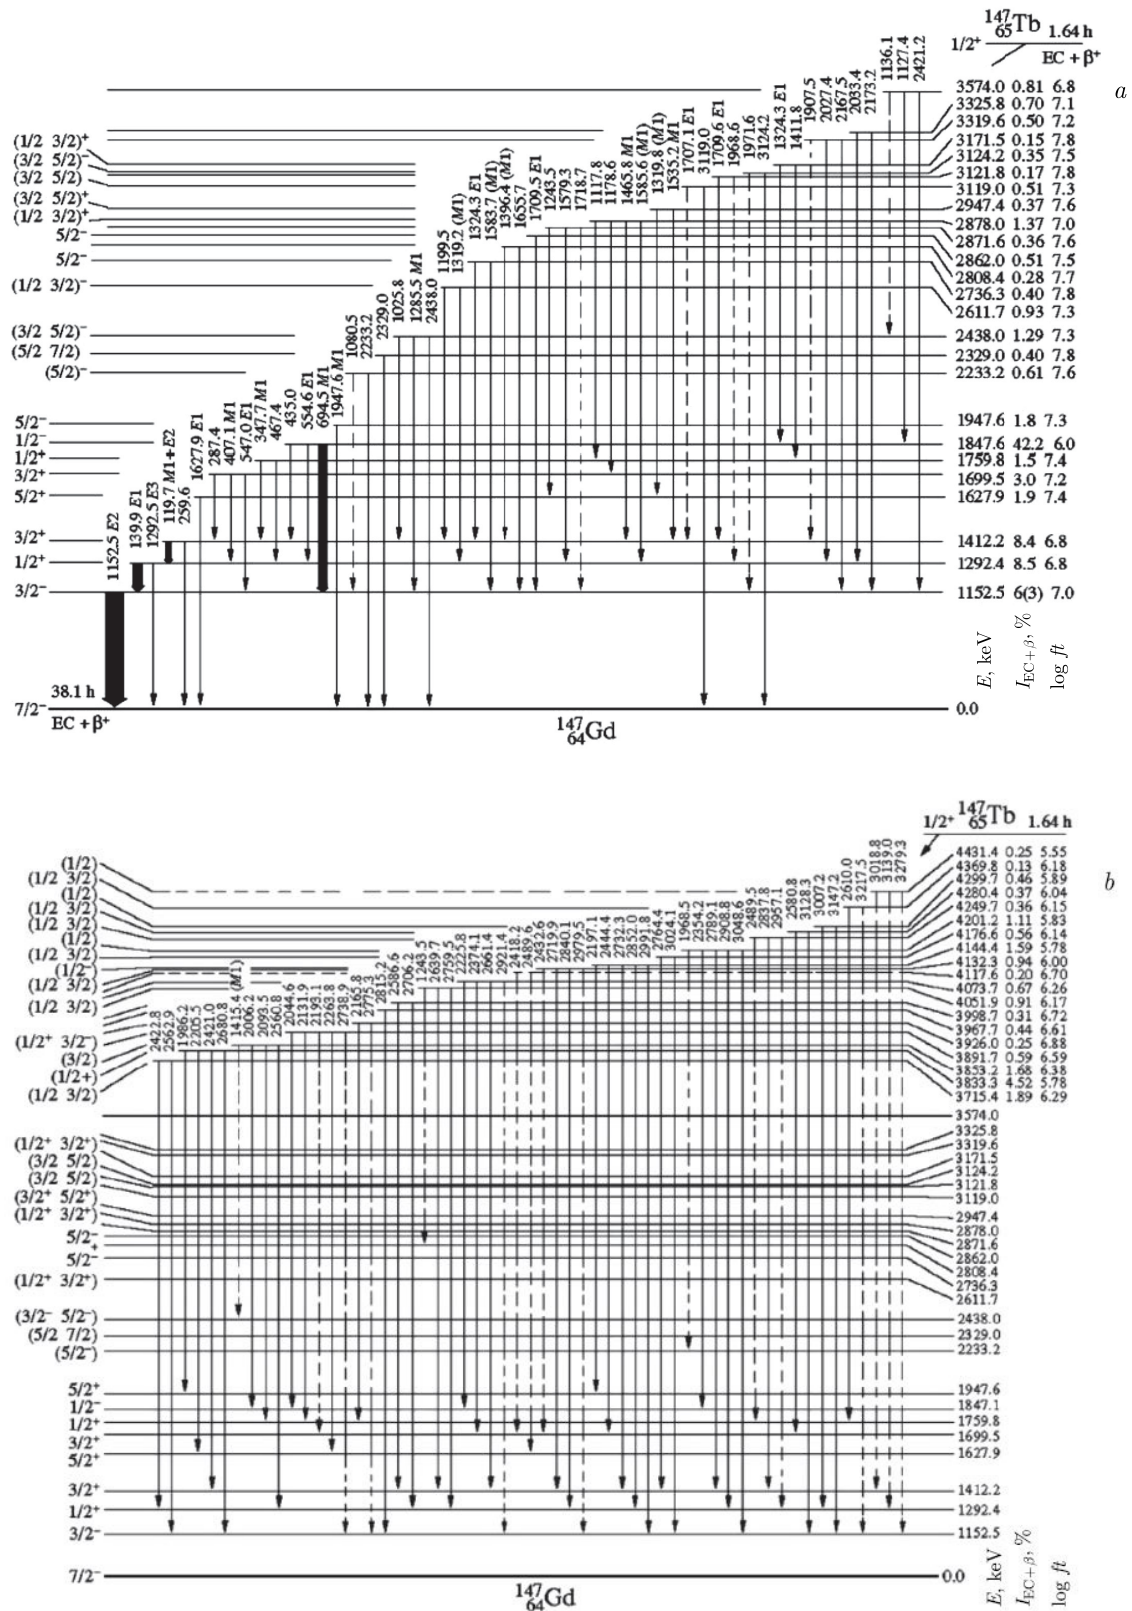 147
65 Tb 1.64 h
1/2⁺
EC + β⁺
a
3574.0 0.81 6.8
3325.8 0.70 7.1
3319.6 0.50 7.2
3171.5 0.15 7.8
3124.2 0.35 7.5
3121.8 0.17 7.8
3119.0 0.51 7.3
2947.4 0.37 7.6
2878.0 1.37 7.0
2871.6 0.36 7.6
2862.0 0.51 7.5
2808.4 0.28 7.7
2736.3 0.40 7.8
2611.7 0.93 7.3
2438.0 1.29 7.3
2329.0 0.40 7.8
2233.2 0.61 7.6
1947.6 1.8 7.3
1847.6 42.2 6.0
1759.8 1.5 7.4
1699.5 3.0 7.2
1627.9 1.9 7.4
1412.2 8.4 6.8
1292.4 8.5 6.8
1152.5 6(3) 7.0
0.0
E, keV
I EC+β, %
log ft
(1/2 3/2)⁺
(3/2 5/2)⁻
(3/2 5/2)
(3/2 5/2)⁺
(1/2 3/2)⁺
5/2⁻
5/2⁻
(1/2 3/2)⁻
(3/2 5/2)⁻
(5/2 7/2)
(5/2)⁻
5/2⁻
1/2⁻
1/2⁺
3/2⁺
5/2⁺
3/2⁺
1/2⁺
3/2⁻
7/2⁻
38.1 h
EC + β⁺
1152.5 E2
139.9 E1
1292.5 E3
119.7 M1 + E2
259.6
1627.9 E1
287.4
407.1 M1
547.0 E1
347.7 M1
467.4
435.0
554.6 E1
694.5 M1
1947.6 M1
1080.5
2233.2
2329.0
1025.8
1285.5 M1
2438.0
1199.5
1319.2 (M1)
1324.3 E1
1583.7 (M1)
1396.4 (M1)
1655.7
1709.5 E1
1243.5
1579.3
1718.7
1117.8
1178.6
1465.8 M1
1585.6 (M1)
1319.8 (M1)
1535.2 M1
1707.1 E1
3119.0
1709.6 E1
1968.6
1971.6
3124.2
1324.3 E1
1411.8
1907.5
2027.4
2167.5
2033.4
2173.2
1136.1
1127.4
2421.2
147
64 Gd
147
65 Tb 1.64 h
1/2⁺
b
4431.4 0.25 5.55
4369.8 0.13 6.18
4299.7 0.46 5.89
4280.4 0.37 6.04
4249.7 0.36 6.15
4201.2 1.11 5.83
4176.6 0.56 6.14
4144.4 1.59 5.78
4132.3 0.94 6.00
4117.6 0.20 6.70
4073.7 0.67 6.26
4051.9 0.91 6.17
3998.7 0.31 6.72
3967.7 0.44 6.61
3926.0 0.25 6.88
3891.7 0.59 6.59
3853.2 1.68 6.38
3833.3 4.52 5.78
3715.4 1.89 6.29
3574.0
3325.8
3319.6
3171.5
3124.2
3121.8
3119.0
2947.4
2878.0
2871.6
2862.0
2808.4
2736.3
2611.7
2438.0
2329.0
2233.2
1947.6
1847.1
1759.8
1699.5
1627.9
1412.2
1292.4
1152.5
0.0
E, keV
I EC+β, %
log ft
(1/2)
(1/2 3/2)
(1/2)
(1/2 3/2)
(1/2 3/2)
(1/2)
(1/2 3/2)
(1/2)
(1/2 3/2)
(1/2 3/2)
(1/2⁺ 3/2⁻)
(3/2)
(1/2+)
(1/2 3/2)
(1/2⁺ 3/2⁺)
(3/2 5/2)
(3/2 5/2)
(3/2⁺ 5/2⁺)
(1/2⁺ 3/2⁺)
5/2⁻
+
5/2⁻
(1/2⁺ 3/2⁺)
(3/2⁻ 5/2⁻)
(5/2 7/2)
(5/2⁻)
5/2⁺
1/2⁻
1/2⁺
3/2⁺
5/2⁺
3/2⁺
1/2⁺
3/2⁻
7/2⁻
2422.8
2562.9
1986.2
2205.5
2421.0
2680.8
1415.4 (M1)
2006.2
2093.5
2560.8
2044.6
2131.9
2193.1
2263.8
2738.9
2165.8
2775.3
2815.2
2586.6
2706.2
1243.5
2639.7
2759.5
2225.8
2374.1
2661.4
2921.4
2418.2
2489.6
2432.6
2719.9
2840.1
2979.5
2197.1
2444.4
2732.3
2852.0
2991.8
2764.4
3024.1
1968.5
2354.2
2789.1
2908.8
3048.6
2489.5
2837.8
2957.1
2580.8
3128.3
3007.2
3147.2
2610.0
3217.5
3018.8
3139.0
3279.3
147
64 Gd